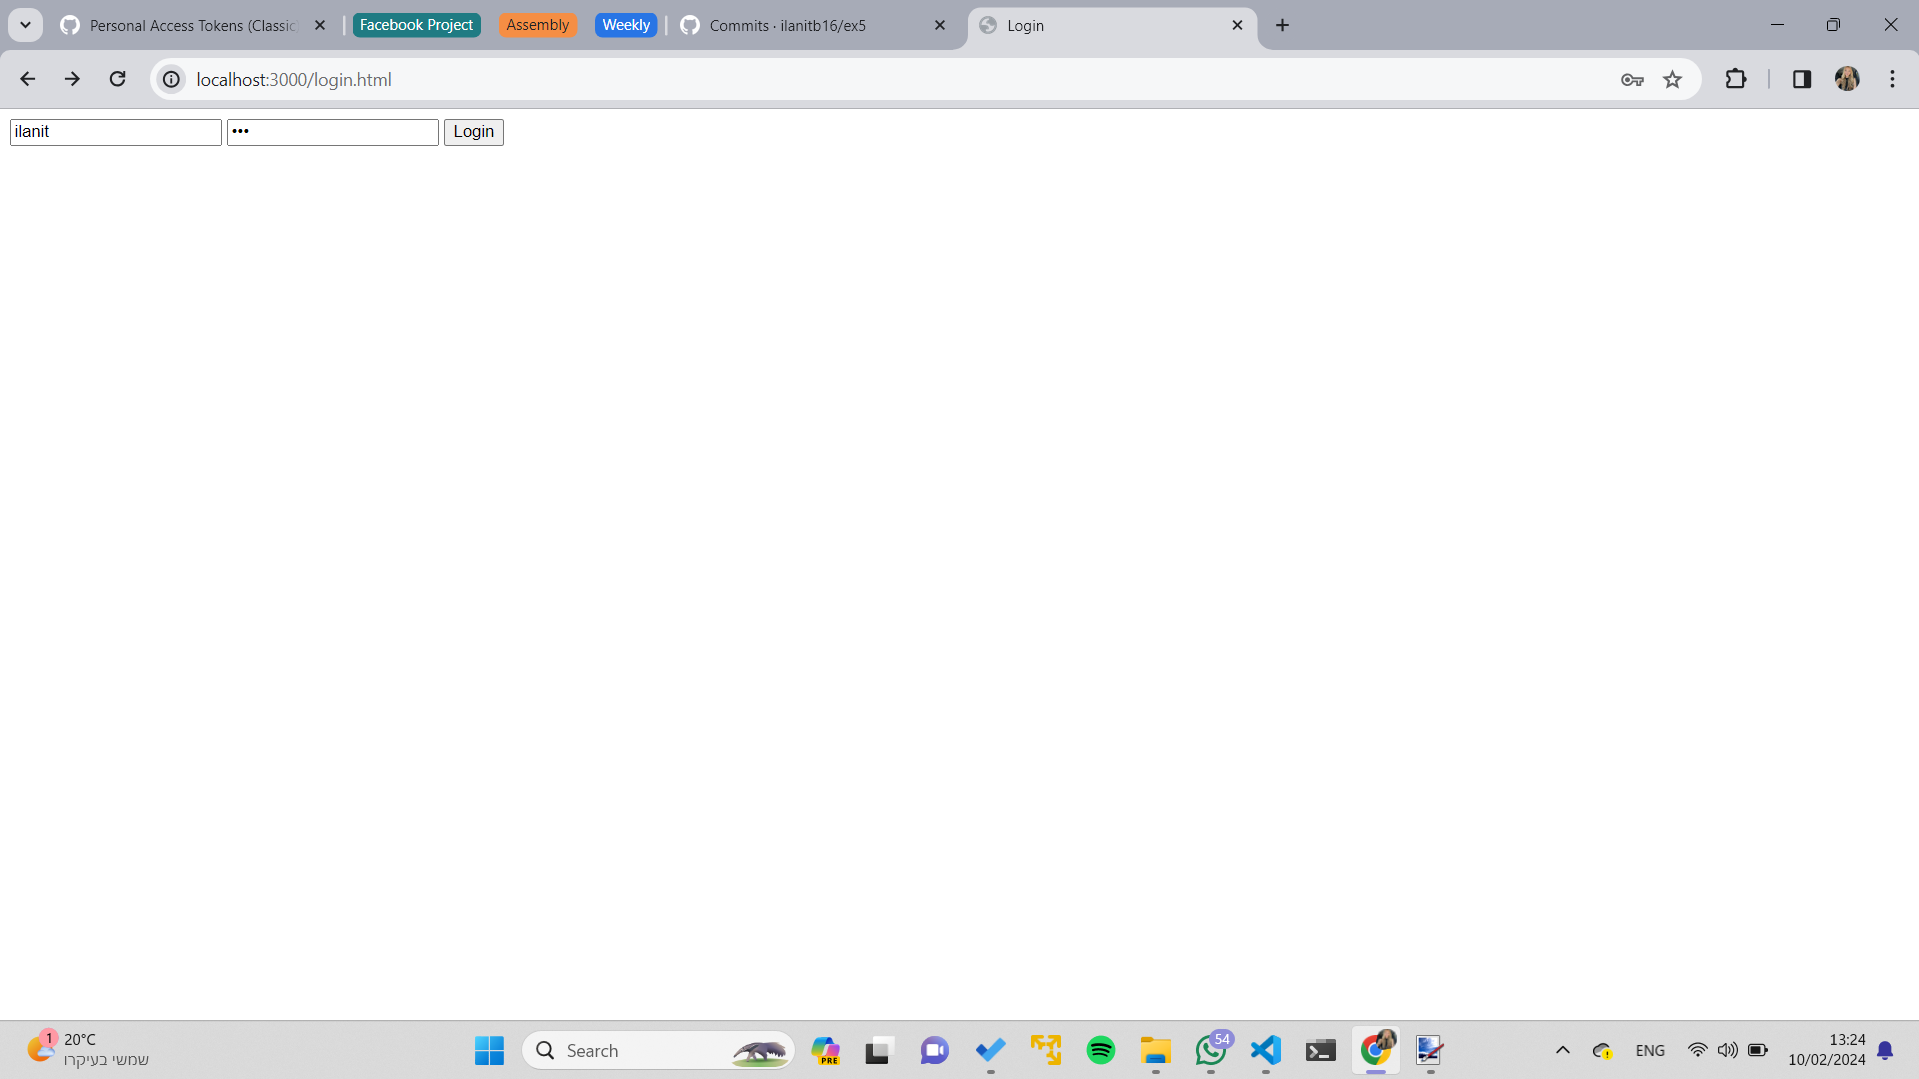 Personal Access Tokens (Classic)
Facebook Project
Assembly
Weekly
Commits · ilanitb16/ex5
Login
localhost:3000/login.html
ilanit
•••
Login
1
20°C
שמשי בעיקרו
Search
PRE
54
ENG
13:24
10/02/2024